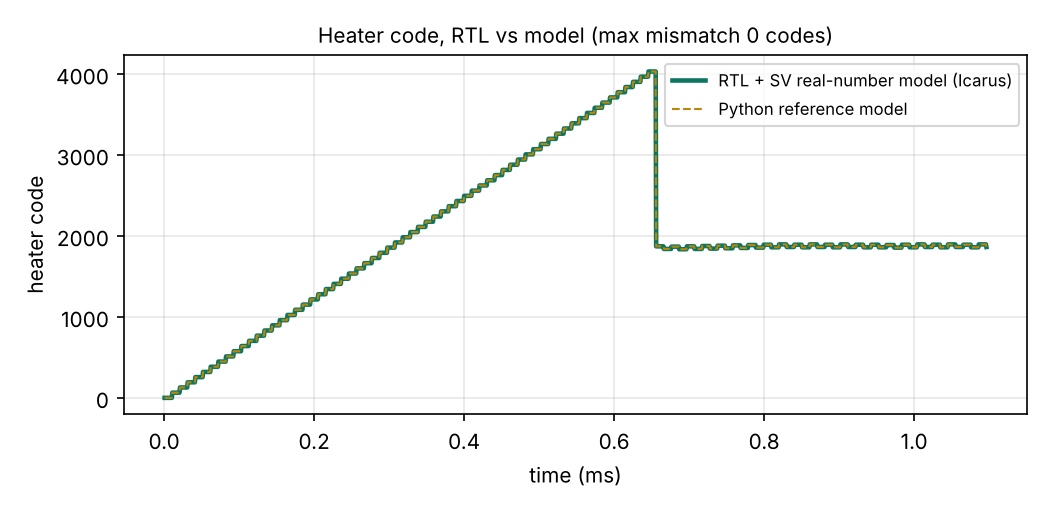 Heater code, RTL vs model (max mismatch 0 codes)
RTL + SV real-number model (Icarus)
Python reference model
heater code
4000
3000
2000
1000
0
0.0 0.2 0.4 0.6 0.8 1.0
time (ms)